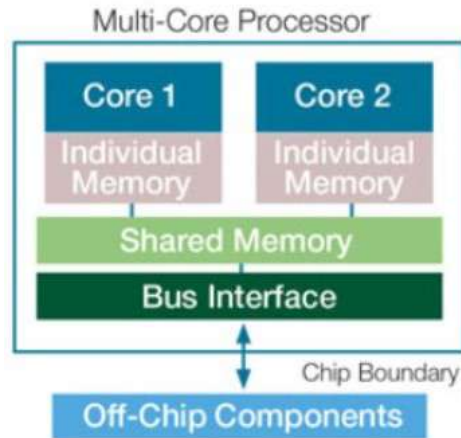 Multi-Core Processor
Core 1
Core 2
Individual
Memory
Individual
Memory
Shared Memory
Bus Interface
Chip Boundary
Off-Chip Components